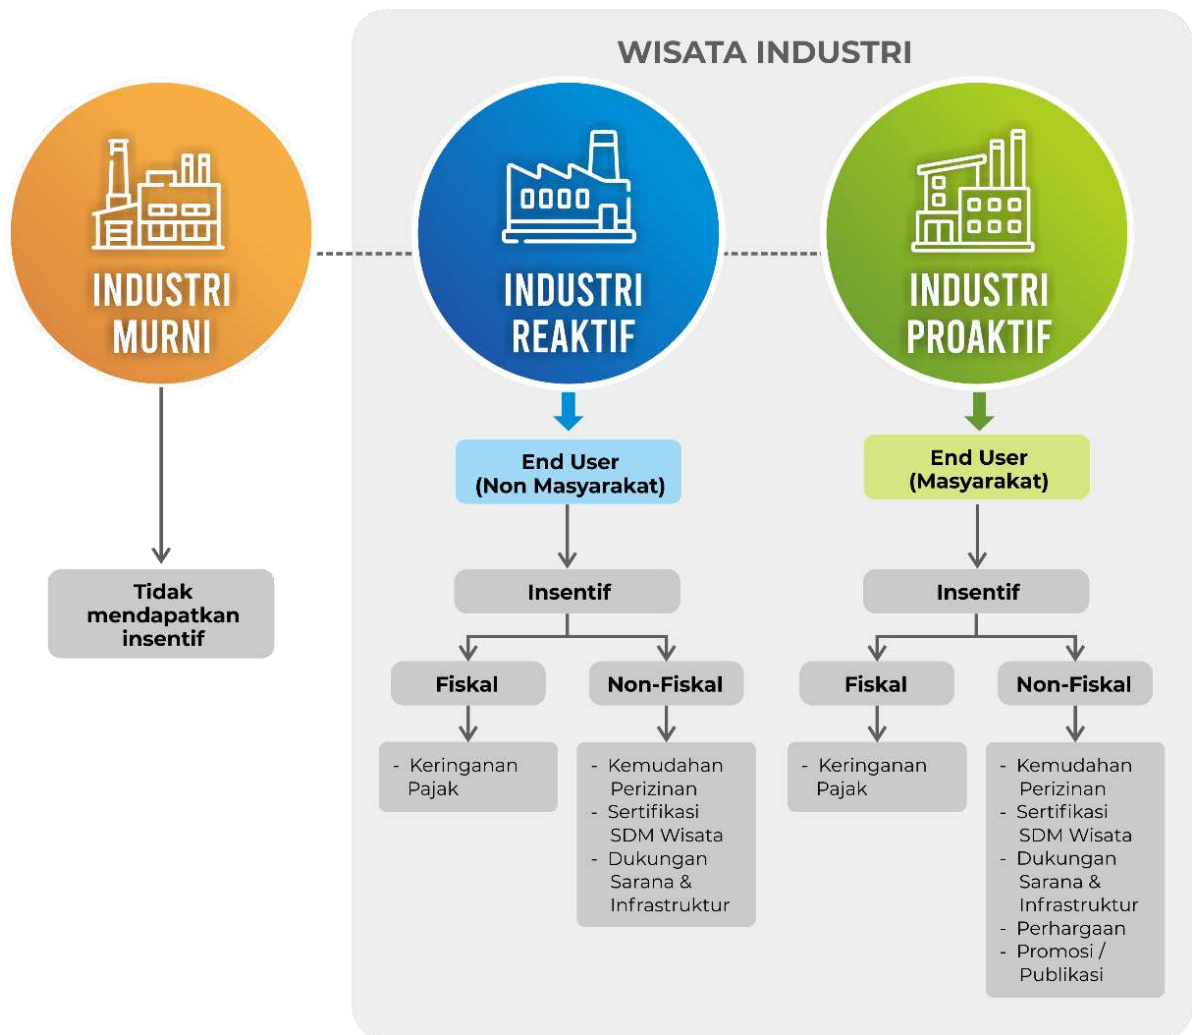 WISATA INDUSTRI
INDUSTRI
MURNI
Tidak
mendapatkan
insentif
INDUSTRI
REAKTIF
End User
(Non Masyarakat)
Insentif
Fiskal
- Keringanan
Pajak
Non-Fiskal
- Kemudahan
Perizinan
- Sertifikasi
SDM Wisata
- Dukungan
Sarana &
Infrastruktur
INDUSTRI
PROAKTIF
End User
(Masyarakat)
Insentif
Fiskal
- Keringanan
Pajak
Non-Fiskal
- Kemudahan
Perizinan
- Sertifikasi
SDM Wisata
- Dukungan
Sarana &
Infrastruktur
- Perhargaan
- Promosi /
Publikasi